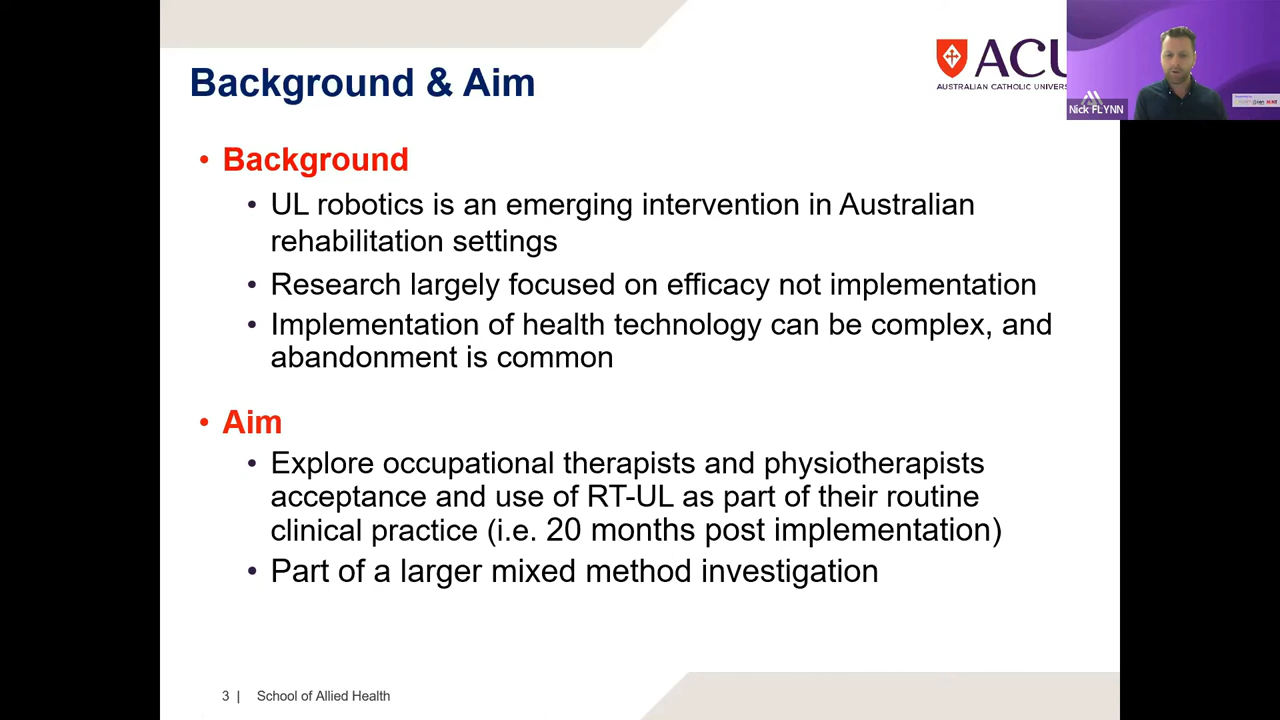 Background & Aim
ACU
AUSTRALIAN CATHOLIC UNIVERS
Nick FLYNN
• Background
• UL robotics is an emerging intervention in Australian
rehabilitation settings
• Research largely focused on efficacy not implementation
• Implementation of health technology can be complex, and
abandonment is common
• Aim
• Explore occupational therapists and physiotherapists
acceptance and use of RT-UL as part of their routine
clinical practice (i.e. 20 months post implementation)
• Part of a larger mixed method investigation
3 | School of Allied Health